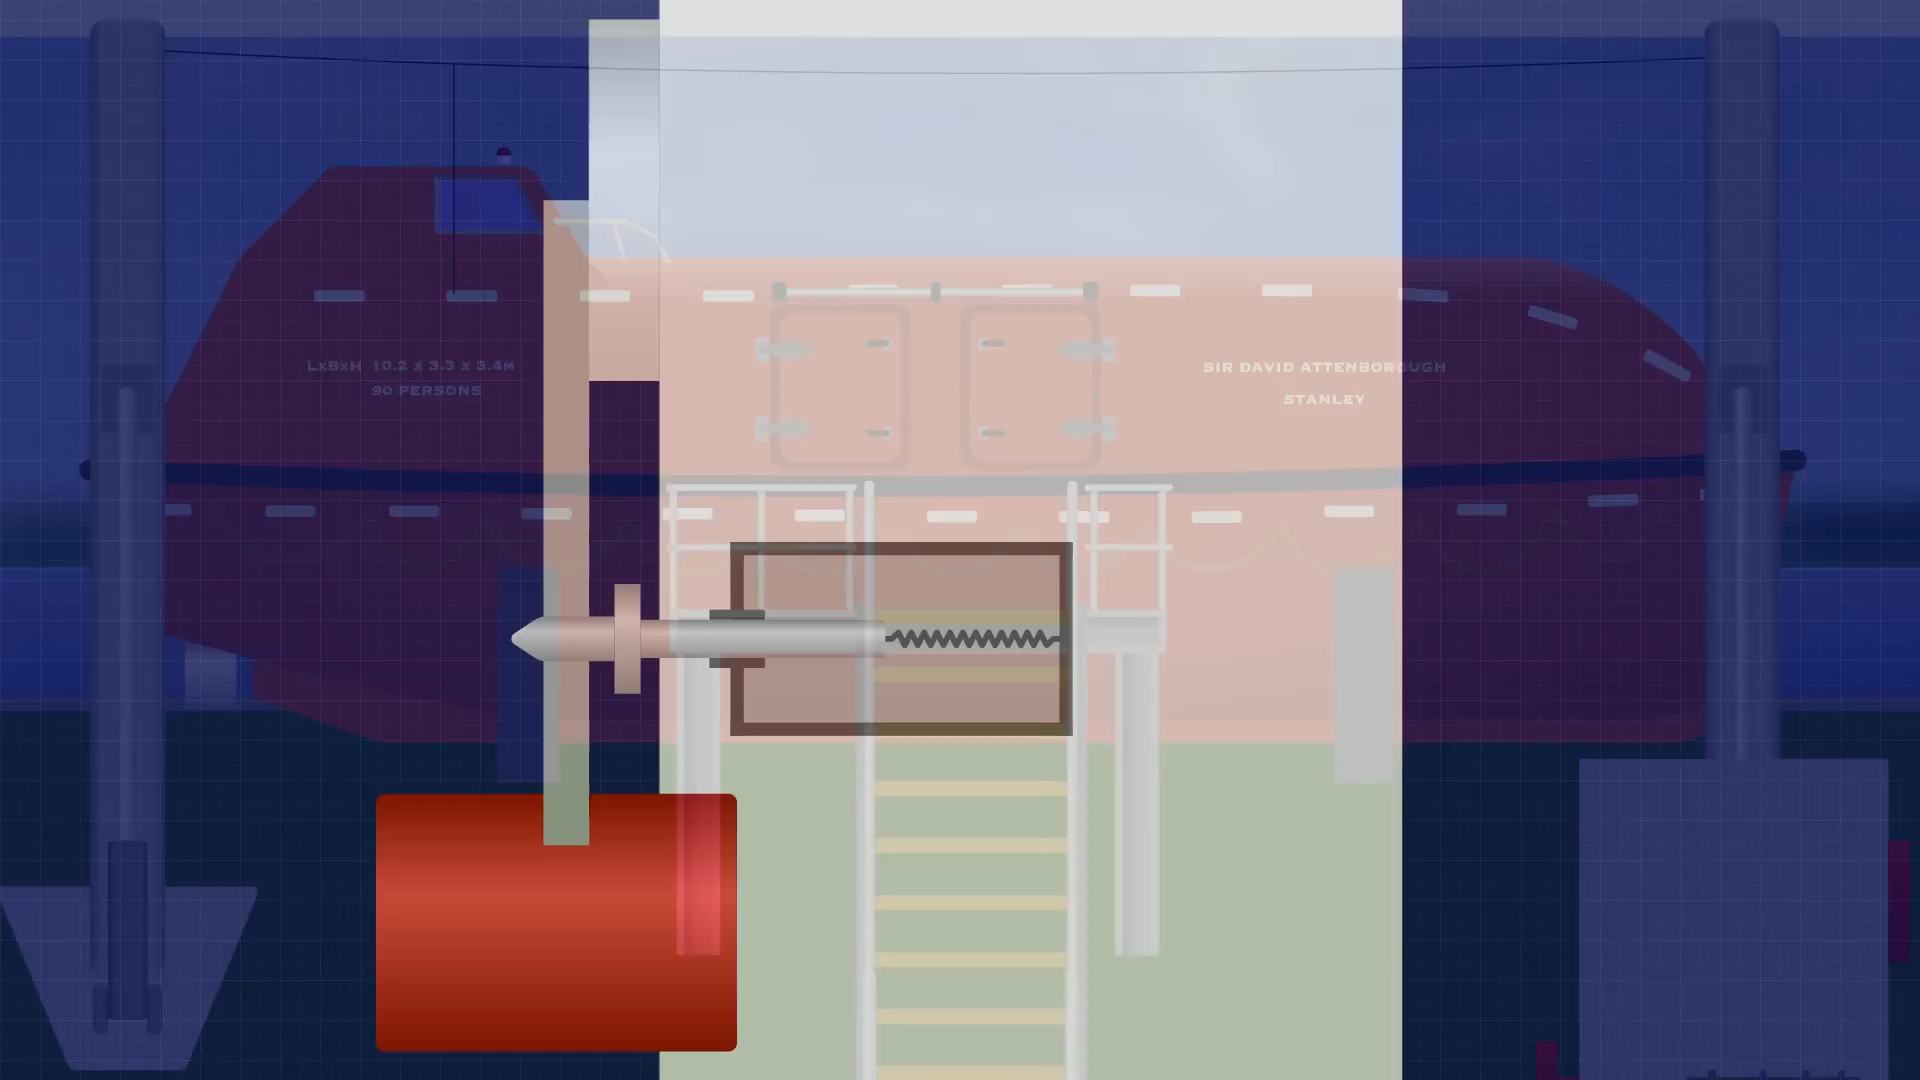 LxBxH 10.2 x 3.3 x 3.4M
90 PERSONS
SIR DAVID ATTENBOROUGH
STANLEY